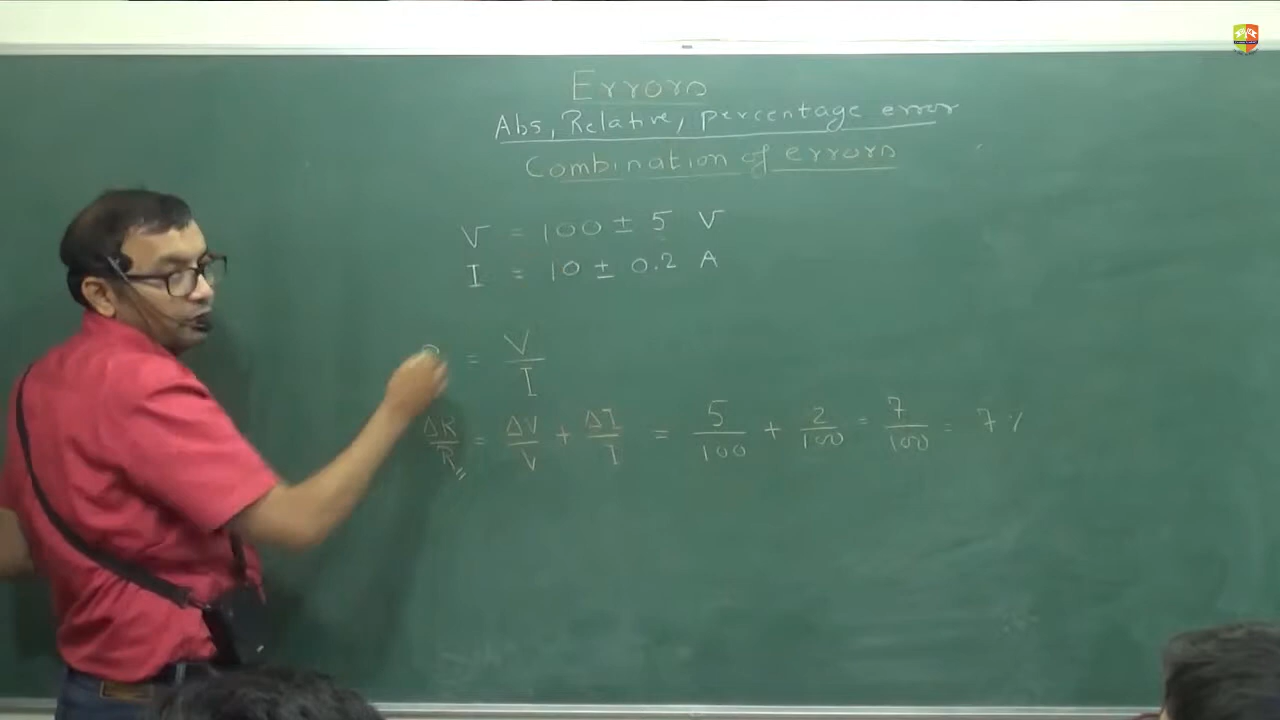 Errors
Abs, Relative, percentage error
Combination of errors
V = 100 ± 5 V
I = 10 ± 0.2 A
= V/I
ΔR/R = ΔV/V + ΔI/I = 5/100 + 2/100 = 7/100 = 7 %